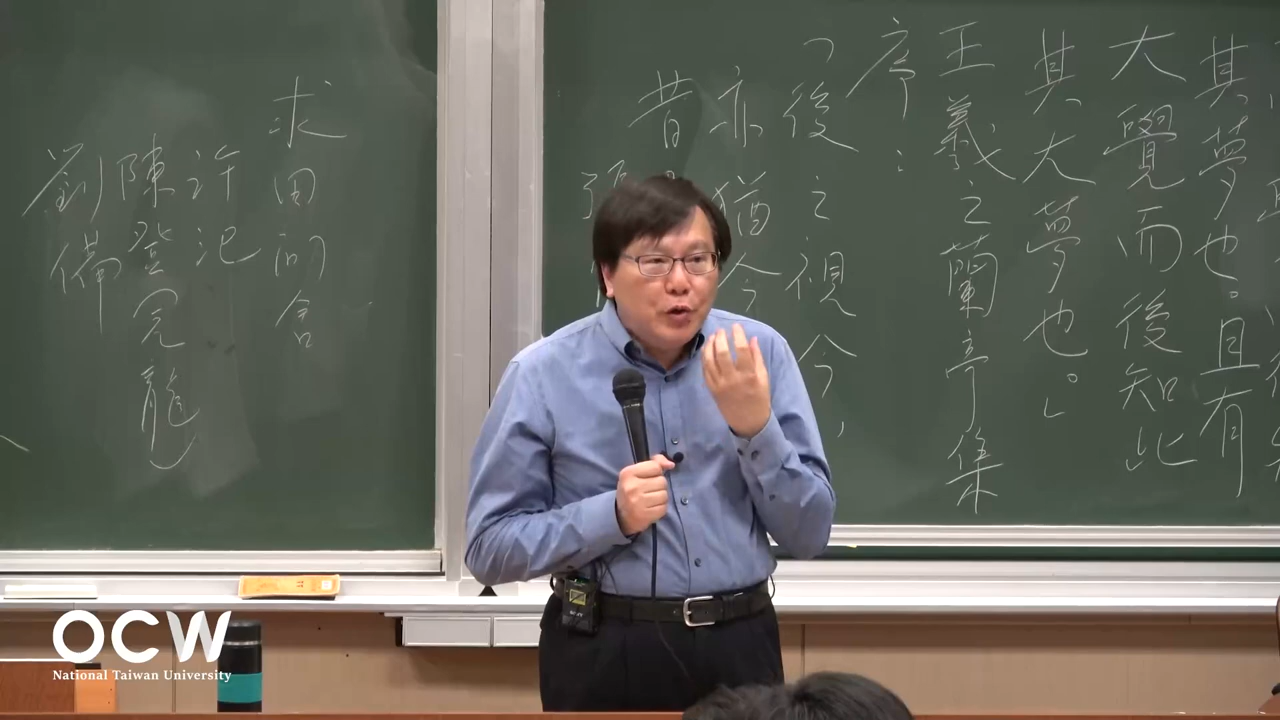 其夢也。且有
大覺而後知此
其大夢也。」
王羲之蘭亭集
序：
「後之視今，
亦猶今
昔
求田問舍
許汜
陳登 元龍
劉備
OCW
National Taiwan University